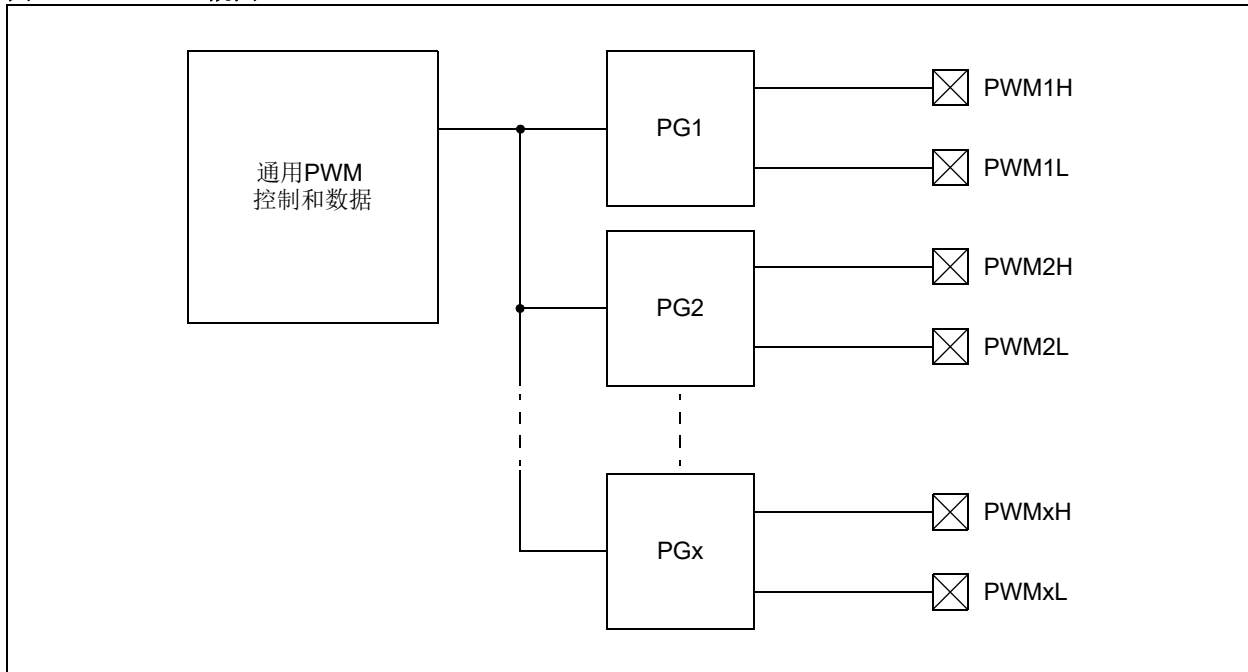 通用PWM
控制和数据
PG1
PWM1H
PWM1L
PG2
PWM2H
PWM2L
PGx
PWMxH
PWMxL